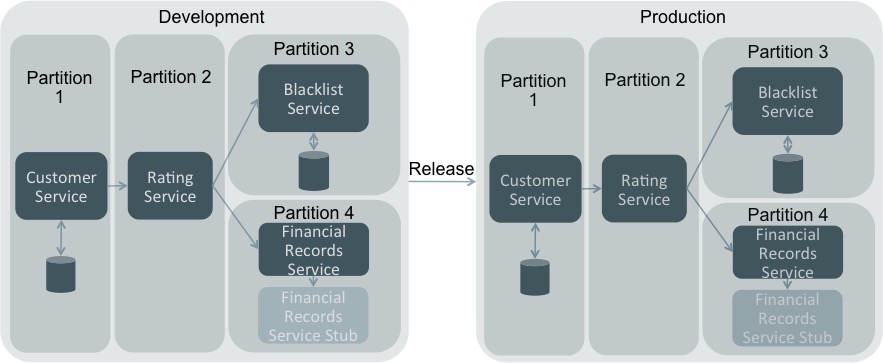 Development
Partition
1
Partition 2
Partition 3
Blacklist
Service
Customer
Service
Rating
Service
Partition 4
Financial
Records
Service
Financial
Records
Service Stub
Release
Production
Partition
1
Partition 2
Partition 3
Blacklist
Service
Customer
Service
Rating
Service
Partition 4
Financial
Records
Service
Financial
Records
Service Stub